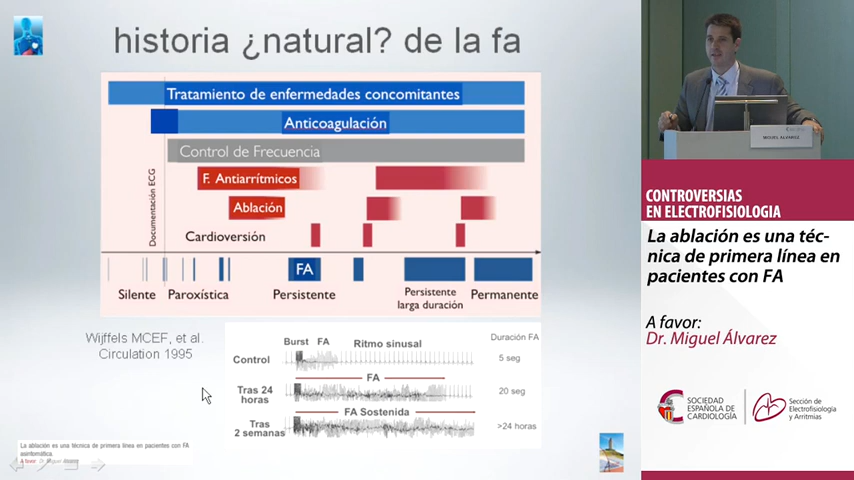 historia ¿natural? de la fa
Tratamiento de enfermedades concomitantes
Anticoagulación
Control de Frecuencia
F. Antiarrítmicos
Ablación
Cardioversión
Documentación ECG
FA
Silente
Paroxística
Persistente
Persistente
larga duración
Permanente
Wijffels MCEF, et al.
Circulation 1995
Burst FA Ritmo sinusal
Duración FA
Control
5 seg
FA
Tras 24
horas
20 seg
FA Sostenida
Tras
2 semanas
>24 horas
La ablación es una técnica de primera línea en pacientes con FA
asintomática.
A favor: Dr. Miguel Álvarez
MIGUEL ÁLVAREZ
CONTROVERSIAS
EN ELECTROFISIOLOGIA
La ablación es una téc-
nica de primera línea en
pacientes con FA
A favor:
Dr. Miguel Álvarez
SOCIEDAD
ESPAÑOLA DE
CARDIOLOGÍA
Sección de
Electrofisiología
y Arritmias